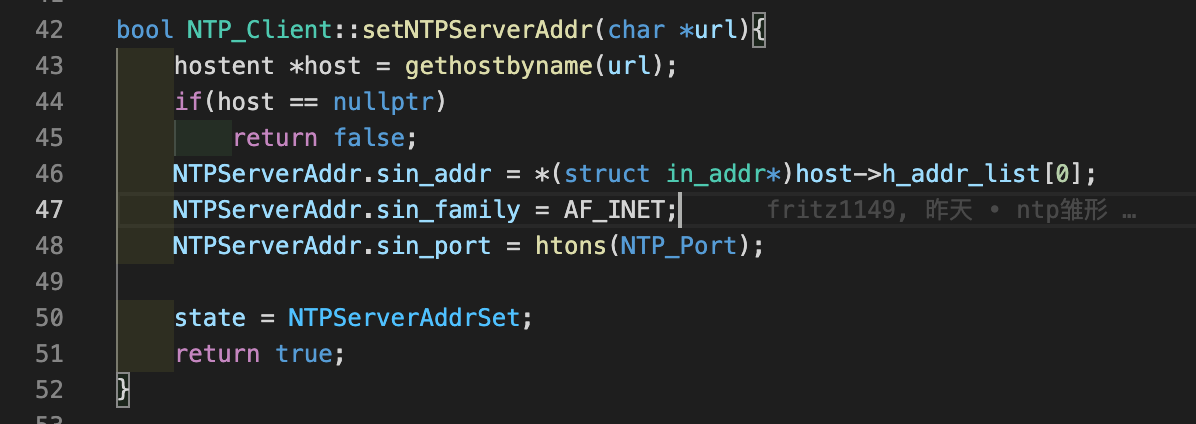 42 bool NTP_Client::setNTPServerAddr(char *url){
43 hostent *host = gethostbyname(url);
44 if(host == nullptr)
45 return false;
46 NTPServerAddr.sin_addr = *(struct in_addr*)host->h_addr_list[0];
47 NTPServerAddr.sin_family = AF_INET; fritz1149, 昨天 • ntp雏形 …
48 NTPServerAddr.sin_port = htons(NTP_Port);
49
50 state = NTPServerAddrSet;
51 return true;
52 }